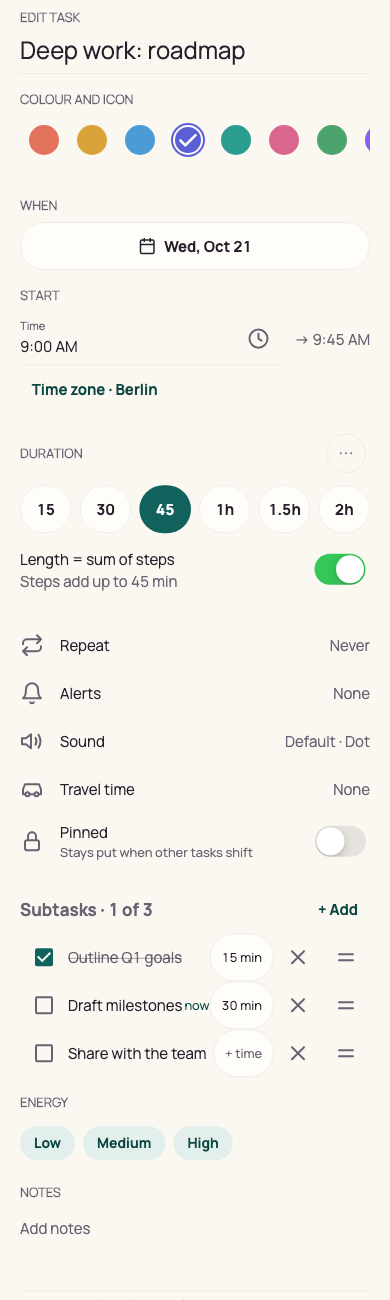 EDIT TASK
Deep work: roadmap
COLOUR AND ICON
WHEN
Wed, Oct 21
START
Time
9:00 AM
→ 9:45 AM
Time zone · Berlin
DURATION
···
15 30 45 1h 1.5h 2h
Length = sum of steps
Steps add up to 45 min
Repeat Never
Alerts None
Sound Default · Dot
Travel time None
Pinned
Stays put when other tasks shift
Subtasks · 1 of 3 + Add
Outline Q1 goals 15 min
Draft milestones now 30 min
Share with the team + time
ENERGY
Low Medium High
NOTES
Add notes